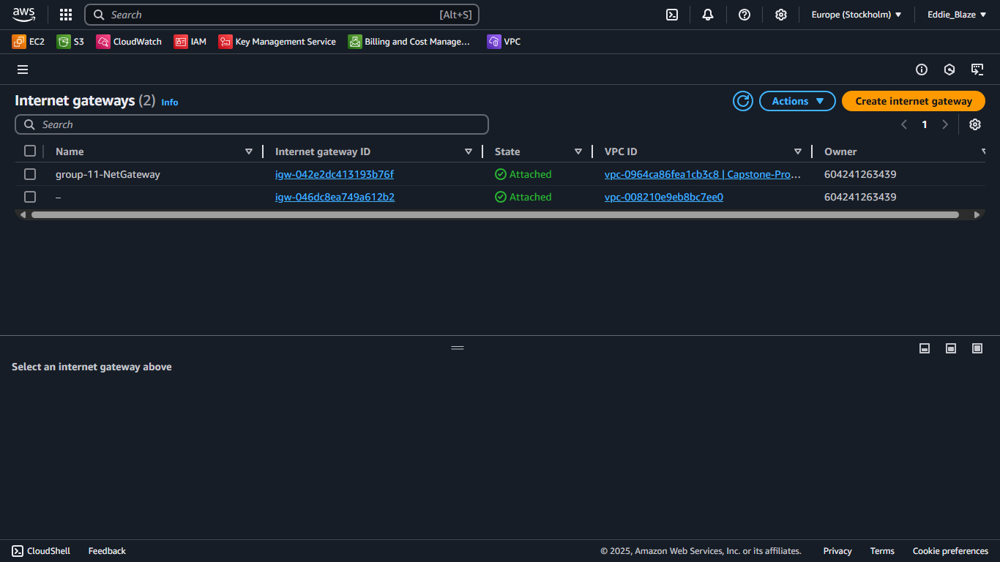 aws Search [Alt+S] Europe (Stockholm) Eddie_Blaze
EC2 S3 CloudWatch IAM Key Management Service Billing and Cost Manage... VPC
Internet gateways (2) Info Actions Create internet gateway
Search 1
Name Internet gateway ID State VPC ID Owner
group-11-NetGateway igw-042e2dc413193b76f Attached vpc-0964ca86fea1cb3c8 | Capstone-Pro... 604241263439
– igw-046dc8ea749a612b2 Attached vpc-008210e9eb8bc7ee0 604241263439
Select an internet gateway above
CloudShell Feedback © 2025, Amazon Web Services, Inc. or its affiliates. Privacy Terms Cookie preferences